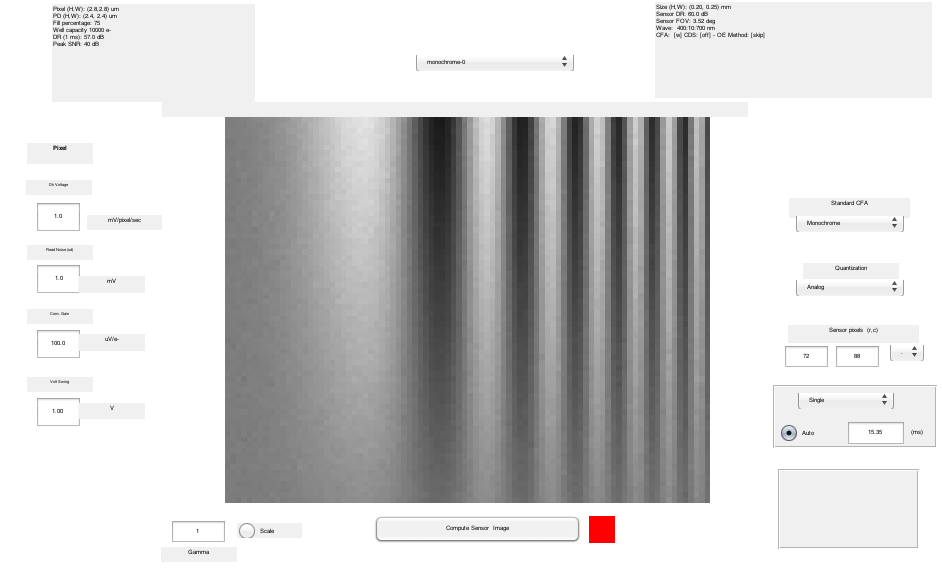 Pixel (H,W): (2.8,2.8) um
PD (H,W): (2.4, 2.4) um
Fill percentage: 75
Well capacity 10000 e-
DR (1 ms): 57.0 dB
Peak SNR: 40 dB
monochrome-0
Size (H,W): (0.20, 0.25) mm
Sensor DR: 60.0 dB
Sensor FOV: 3.52 deg
Wave: 400:10:700 nm
CFA: [w] CDS: [off] - OE Method: [skip]
Pixel
Dk Voltage
1.0
mV/pixel/sec
Read Noise (sd)
1.0
mV
Conv. Gain
100.0
uV/e-
Volt Swing
1.00
V
Standard CFA
Monochrome
Quantization
Analog
Sensor pixels (r,c)
72
88
-
Single
Auto
15.35
(ms)
1
Scale
Gamma
Compute Sensor Image